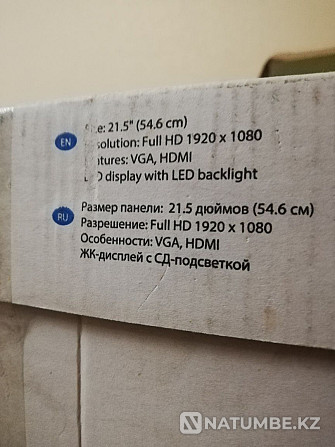 21.5" (54.6 cm)
EN
Full HD 1920 x 1080
VGA, HDMI
display with LED backlight
RU
Размер панели: 21.5 дюймов (54.6 см)
Разрешение: Full HD 1920 x 1080
Особенности: VGA, HDMI
ЖК-дисплей с СД-подсветкой
NATUMBE.KZ